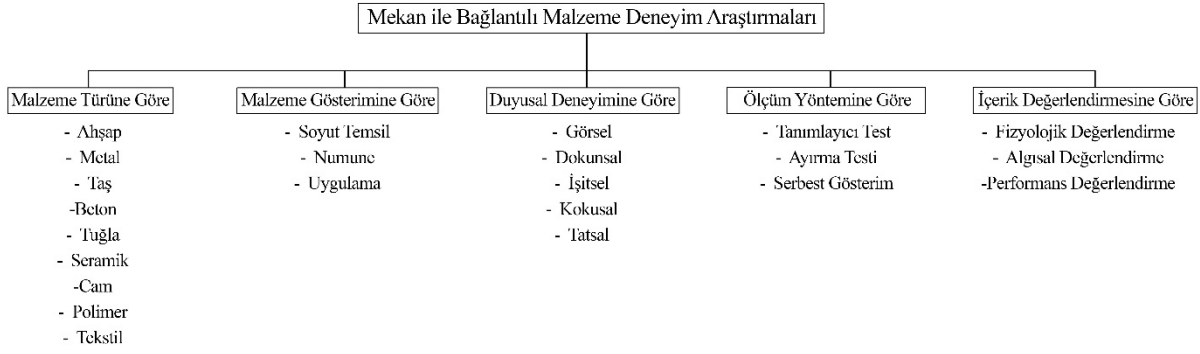 Mekan ile Bağlantılı Malzeme Deneyim Araştırmaları
Malzeme Türüne Göre
- Ahşap
- Metal
- Taş
-Beton
- Tuğla
- Seramik
-Cam
- Polimer
- Tekstil
Malzeme Gösterimine Göre
- Soyut Temsil
- Numune
- Uygulama
Duyusal Deneyimine Göre
- Görsel
- Dokunsal
- İşitsel
- Kokusal
- Tatsal
Ölçüm Yöntemine Göre
- Tanımlayıcı Test
- Ayırma Testi
- Serbest Gösterim
İçerik Değerlendirmesine Göre
- Fizyolojik Değerlendirme
- Algısal Değerlendirme
-Performans Değerlendirme